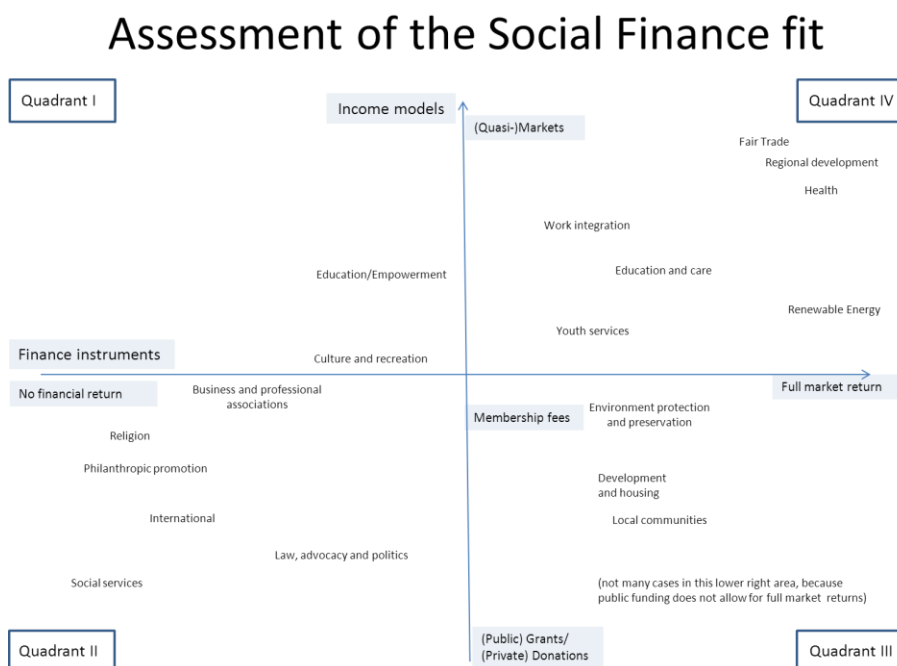 Assessment of the Social Finance fit
Quadrant I
Income models
Quadrant IV
(Quasi-)Markets
Fair Trade
Regional development
Health
Work integration
Education and care
Education/Empowerment
Renewable Energy
Youth services
Finance instruments
Culture and recreation
No financial return
Business and professional
associations
Full market return
Membership fees
Environment protection
and preservation
Religion
Philanthropic promotion
Development
and housing
International
Local communities
Law, advocacy and politics
Social services
(not many cases in this lower right area, because
public funding does not allow for full market returns)
Quadrant II
(Public) Grants/
(Private) Donations
Quadrant III